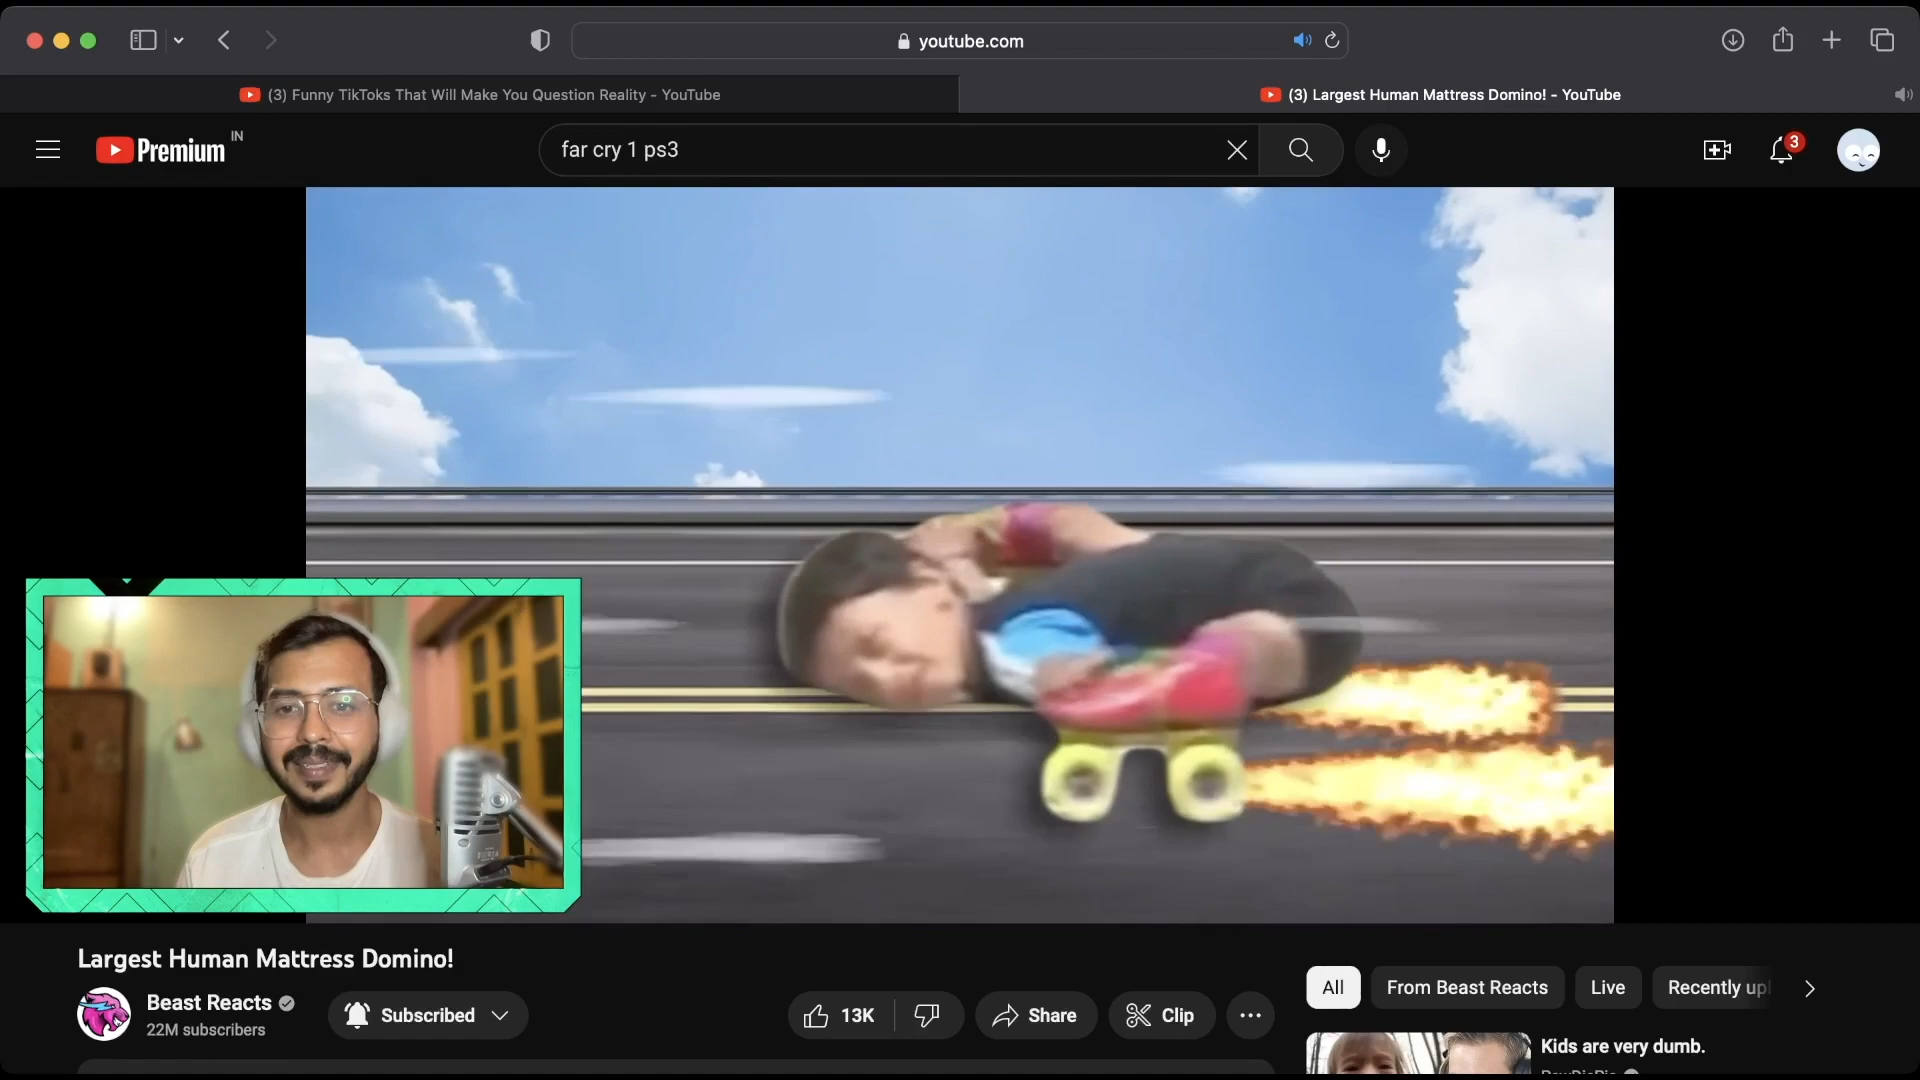 youtube.com
(3) Funny TikToks That Will Make You Question Reality - YouTube
(3) Largest Human Mattress Domino! - YouTube
Premium IN
far cry 1 ps3
3
Largest Human Mattress Domino!
Beast Reacts
22M subscribers
Subscribed
13K
Share
Clip
All
From Beast Reacts
Live
Recently upl
Kids are very dumb.